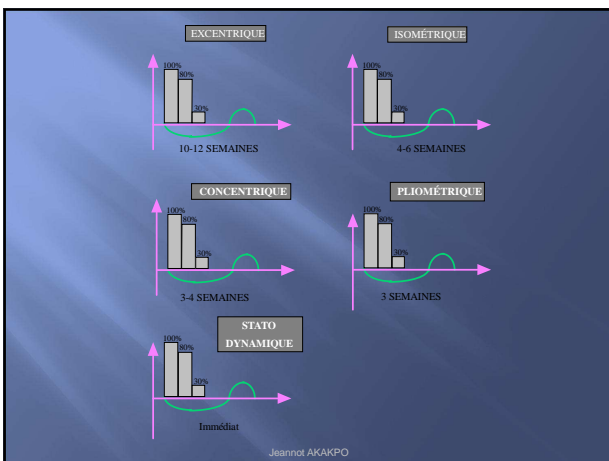 EXCENTRIQUE
100%
80%
30%
10-12 SEMAINES
ISOMÉTRIQUE
100%
80%
30%
4-6 SEMAINES
CONCENTRIQUE
100%
80%
30%
3-4 SEMAINES
PLIOMÉTRIQUE
100%
80%
30%
3 SEMAINES
STATO
DYNAMIQUE
100%
80%
30%
Immédiat
Jeannot AKAKPO